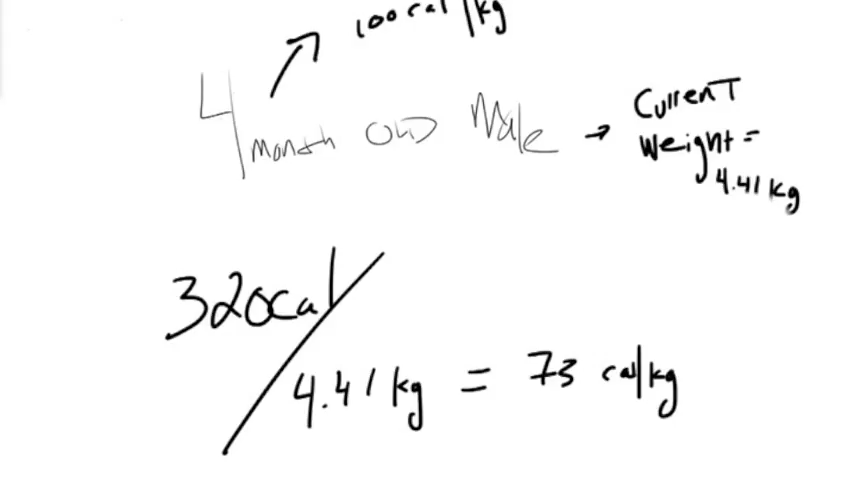 100 cal/kg
4 month OLD Male → Current
Weight =
4.41 kg
320cal / 4.41 kg = 73 cal/kg